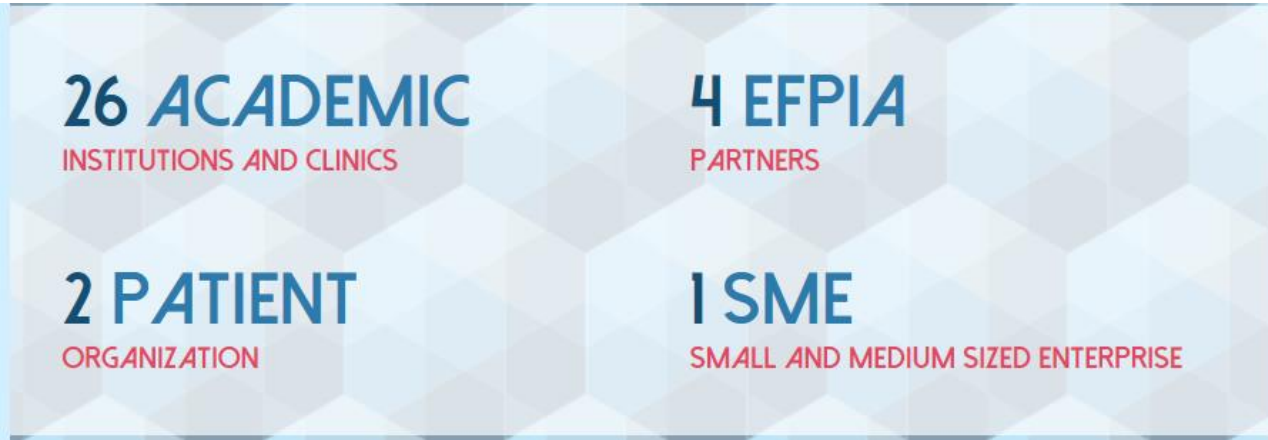 26 ACADEMIC
INSTITUTIONS AND CLINICS
4 EFPIA
PARTNERS
2 PATIENT
ORGANIZATION
1 SME
SMALL AND MEDIUM SIZED ENTERPRISE